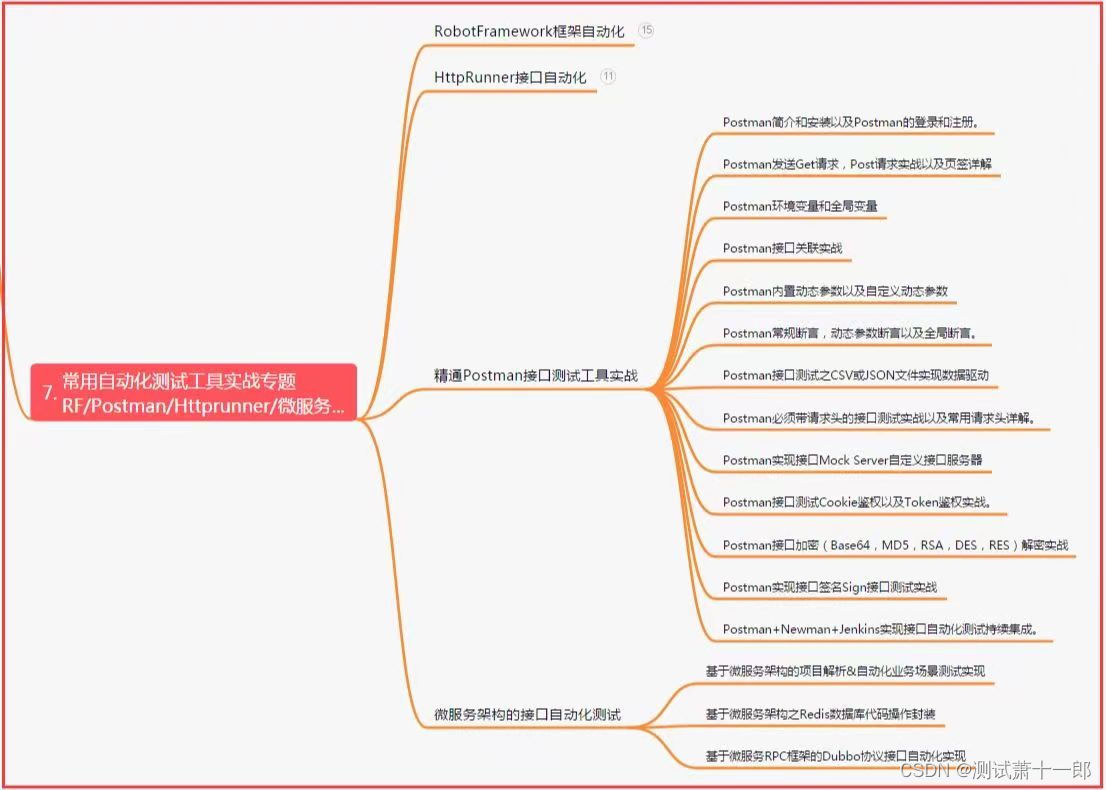 RobotFramework框架自动化 15
HttpRunner接口自动化 11
Postman简介和安装以及Postman的登录和注册。
Postman发送Get请求，Post请求实战以及页签详解
Postman环境变量和全局变量
Postman接口关联实战
Postman内置动态参数以及自定义动态参数
Postman常规断言，动态参数断言以及全局断言。
7. 常用自动化测试工具实战专题
RF/Postman/Httprunner/微服务...
精通Postman接口测试工具实战
Postman接口测试之CSV或JSON文件实现数据驱动
Postman必须带请求头的接口测试实战以及常用请求头详解。
Postman实现接口Mock Server自定义接口服务器
Postman接口测试Cookie鉴权以及Token鉴权实战。
Postman接口加密（Base64，MD5，RSA，DES，RES）解密实战
Postman实现接口签名Sign接口测试实战
Postman+Newman+Jenkins实现接口自动化测试持续集成。
微服务架构的接口自动化测试
基于微服务架构的项目解析&自动化业务场景测试实现
基于微服务架构之Redis数据库代码操作封装
基于微服务RPC框架的Dubbo协议接口自动化实现
CSDN @测试萧十一郎